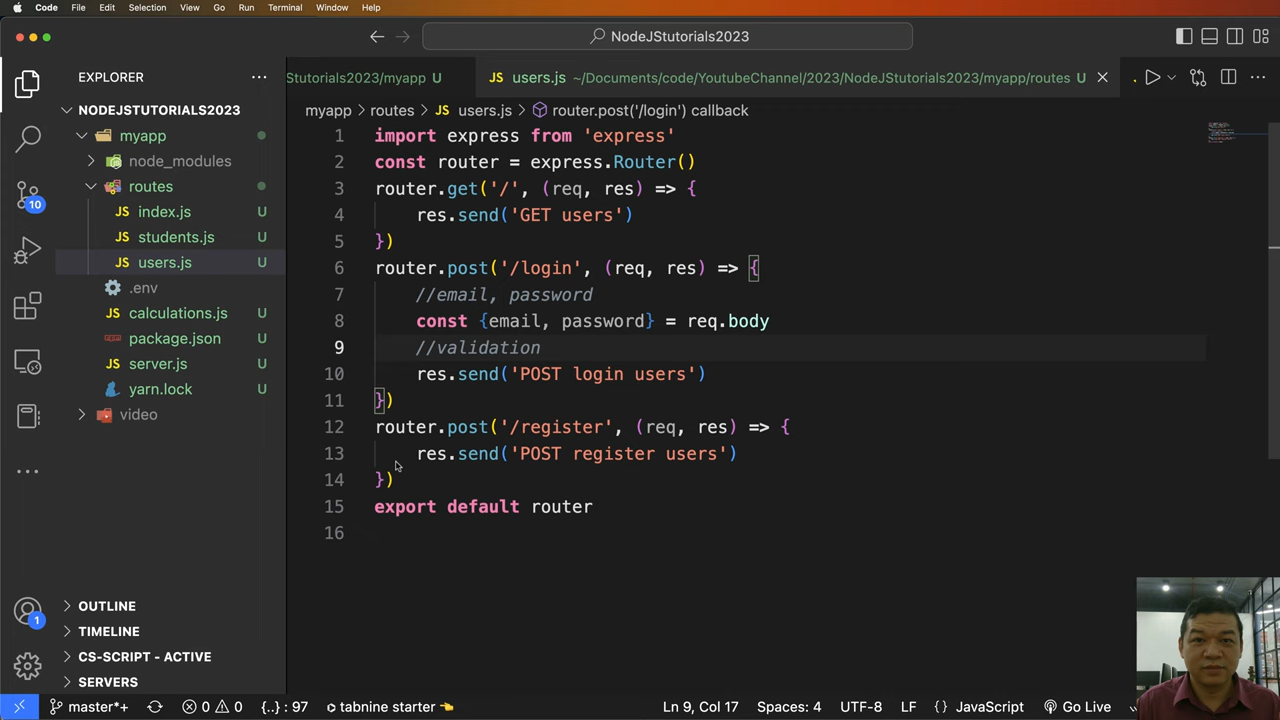 Code File Edit Selection View Go Run Terminal Window Help
NodeJStutorials2023
EXPLORER
Stutorials2023/myapp U
JS users.js ~/Documents/code/YoutubeChannel/2023/NodeJStutorials2023/myapp/routes U
myapp > routes > JS users.js > router.post('/login') callback
NODEJSTUTORIALS2023
myapp
node_modules
routes
JS index.js U
JS students.js U
JS users.js U
.env
JS calculations.js U
package.json U
JS server.js U
yarn.lock U
video
10
1
OUTLINE
TIMELINE
CS-SCRIPT - ACTIVE
SERVERS
1 import express from 'express'
2 const router = express.Router()
3 router.get('/', (req, res) => {
4 res.send('GET users')
5 })
6 router.post('/login', (req, res) => {
7 //email, password
8 const {email, password} = req.body
9 //validation
10 res.send('POST login users')
11 })
12 router.post('/register', (req, res) => {
13 res.send('POST register users')
14 })
15 export default router
16
master*+ 0 0 {..} : 97 tabnine starter Ln 9, Col 17 Spaces: 4 UTF-8 LF {} JavaScript Go Live